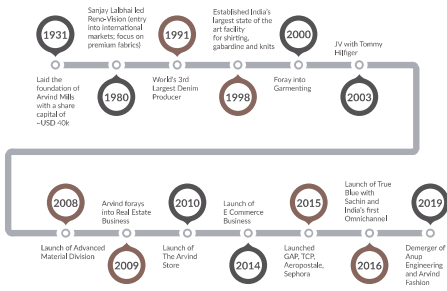 1931
Laid the
foundation of
Arvind Mills
with a share
capital of
~USD 40k
Sanjay Lalbhai led
Reno-Vision (entry
into international
markets; focus on
premium fabrics)
1980
1991
World's 3rd
Largest Denim
Producer
Established India's
largest state of the
art facility
for shirting,
gabardine and knits
1998
2000
Foray into
Garmenting
JV with Tommy
Hilfiger
2003
2008
Launch of Advanced
Material Division
Arvind forays
into Real Estate
Business
2009
2010
Launch of
The Arvind
Store
Launch of
E Commerce
Business
2014
2015
Launched
GAP, TCP,
Aeropostale,
Sephora
Launch of True
Blue with
Sachin and
India's first
Omnichannel
2016
2019
Demerger of
Anup
Engineering
and Arvind
Fashion